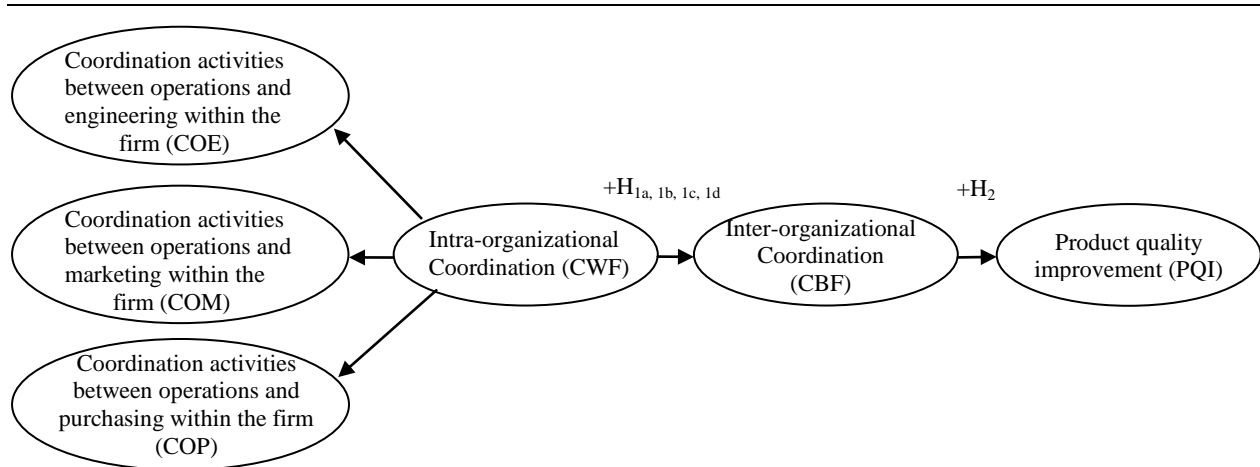 Coordination activities
between operations and
engineering within the
firm (COE)
Coordination activities
between operations and
marketing within the
firm (COM)
Coordination activities
between operations and
purchasing within the firm
(COP)
Intra-organizational
Coordination (CWF)
+H1a, 1b, 1c, 1d
Inter-organizational
Coordination
(CBF)
+H2
Product quality
improvement (PQI)